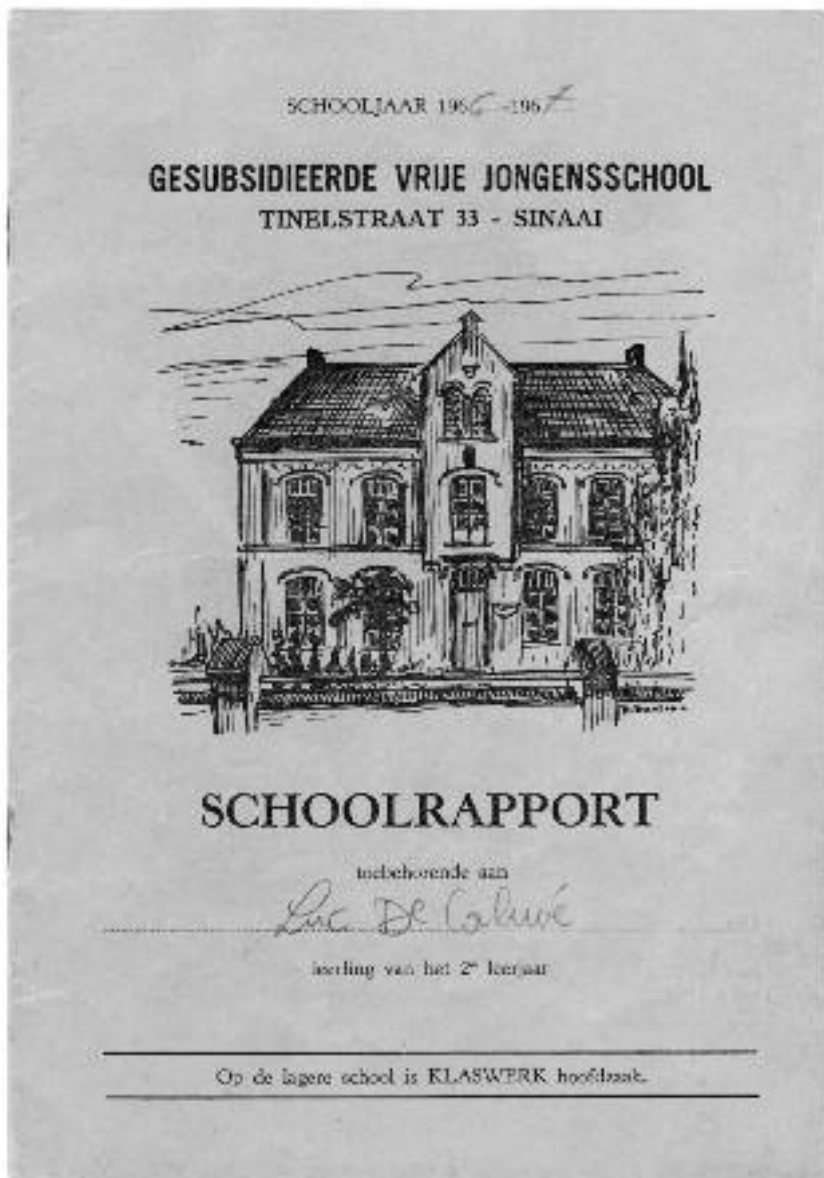 SCHOOLJAAR 1966 -1967
GESUBSIDIEERDE VRIJE JONGENSSCHOOL
TINELSTRAAT 33 - SINAAI
SCHOOLRAPPORT
toebehorende aan
Luc De Caluwé
leerling van het 2e leerjaar
Op de lagere school is KLASWERK hoofdzaak.